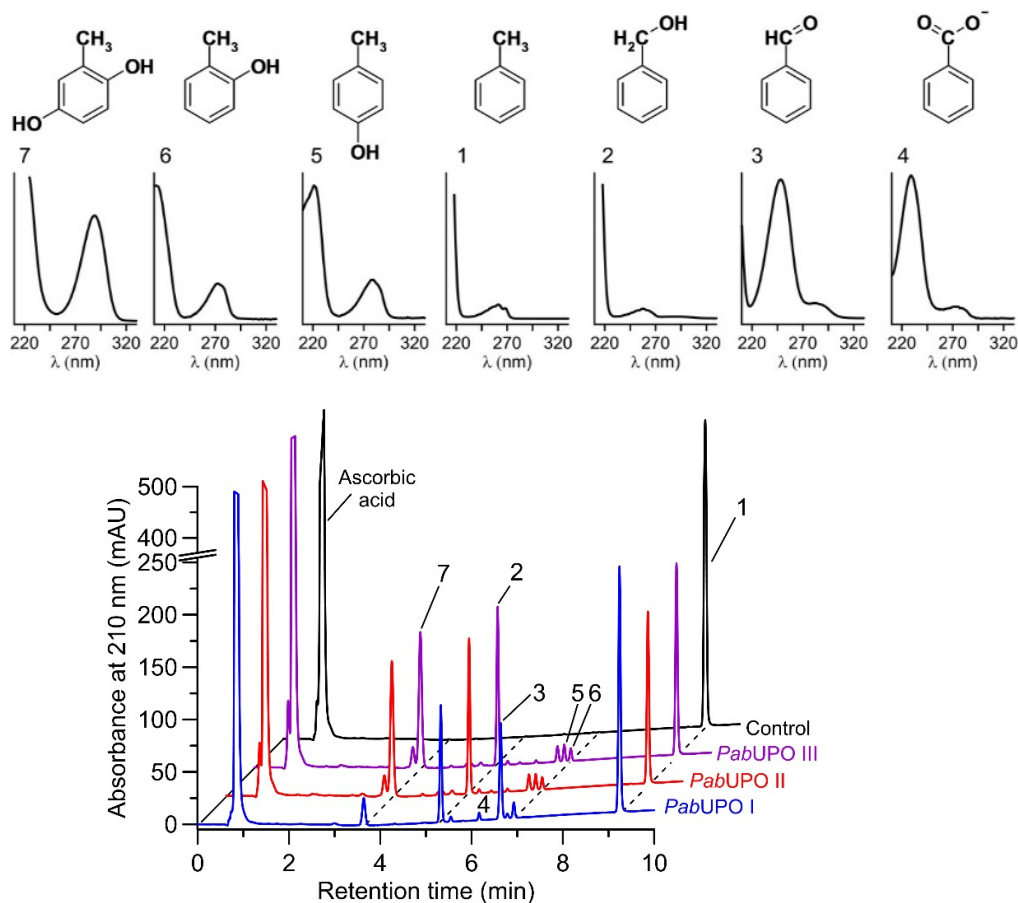 CH3 CH3 CH3 CH3 H2C OH HC O O O−
OH OH
HO OH
7 6 5 1 2 3 4
220 270 320 220 270 320 220 270 320 220 270 320 220 270 320 220 270 320 220 270 320
λ (nm) λ (nm) λ (nm) λ (nm) λ (nm) λ (nm) λ (nm)
Absorbance at 210 nm (mAU)
500
400
250
200
150
100
50
0
Ascorbic
acid
1
7 2
3 5 6
4
Control
PabUPO III
PabUPO II
PabUPO I
0 2 4 6 8 10
Retention time (min)